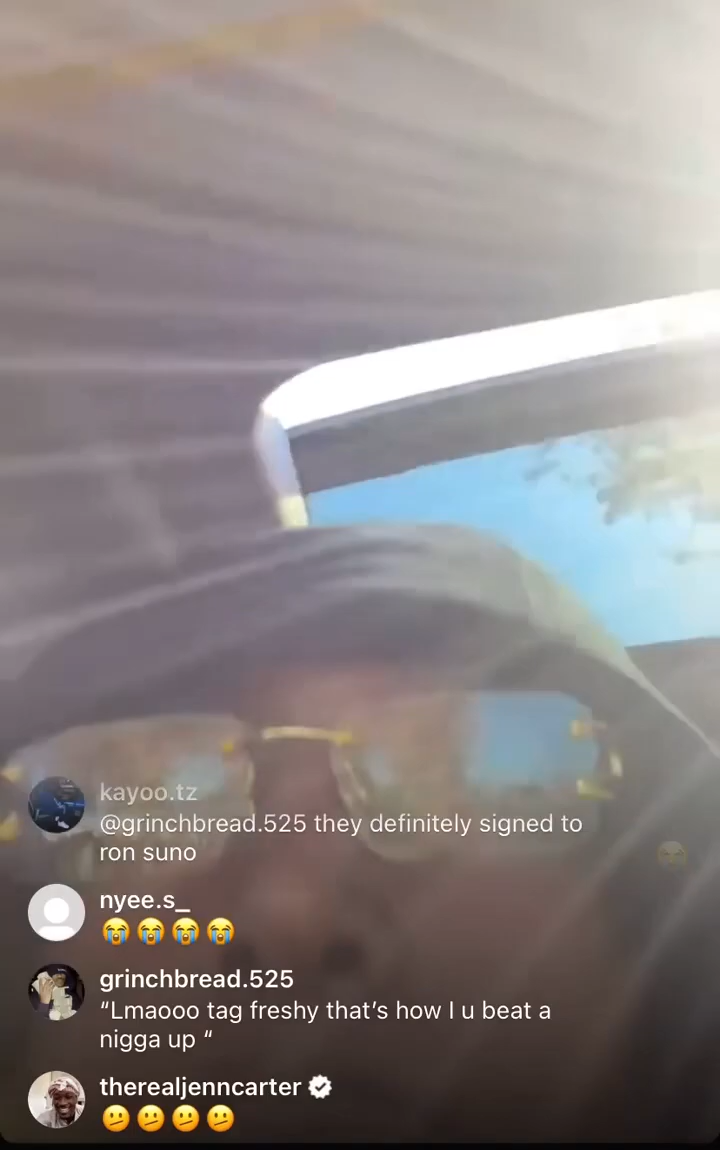 kayoo.tz
@grinchbread.525 they definitely signed to
ron suno
nyee.s_
😭😭😭😭
grinchbread.525
“Lmaooo tag freshy that’s how I u beat a
nigga up “
therealjenncarter
🫤🫤🫤🫤